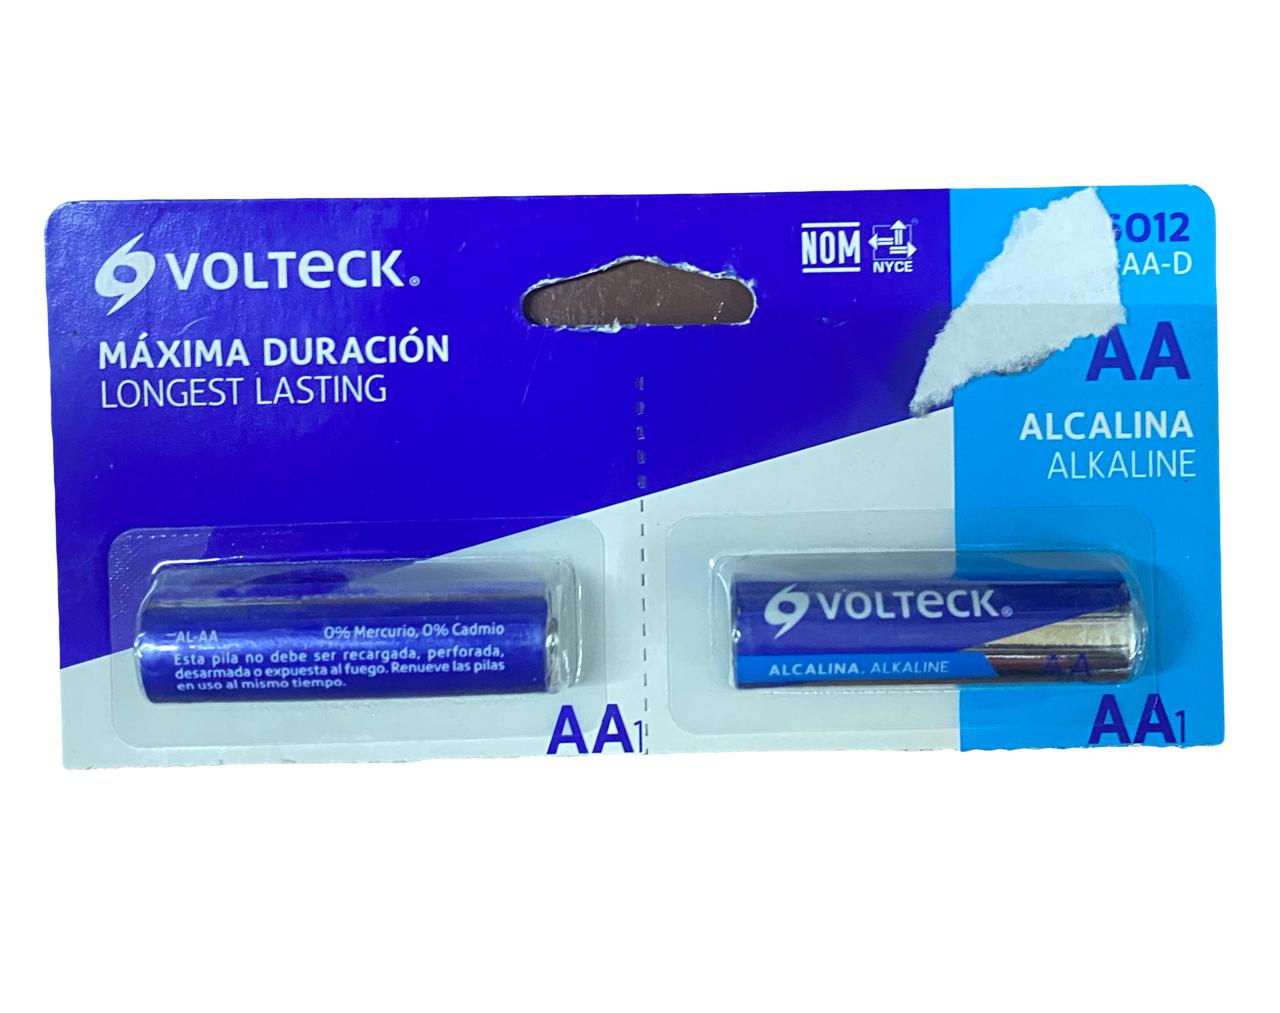 VOLTECK®
MÁXIMA DURACIÓN
LONGEST LASTING
NOM
NYCE
6012
AA-D
AA
ALCALINA
ALKALINE
AL-AA 0% Mercurio, 0% Cadmio
Esta pila no debe ser recargada, perforada,
desarmada o expuesta al fuego. Renueve las pilas
en uso al mismo tiempo.
AA1
VOLTECK®
ALCALINA. ALKALINE
AA
AA1